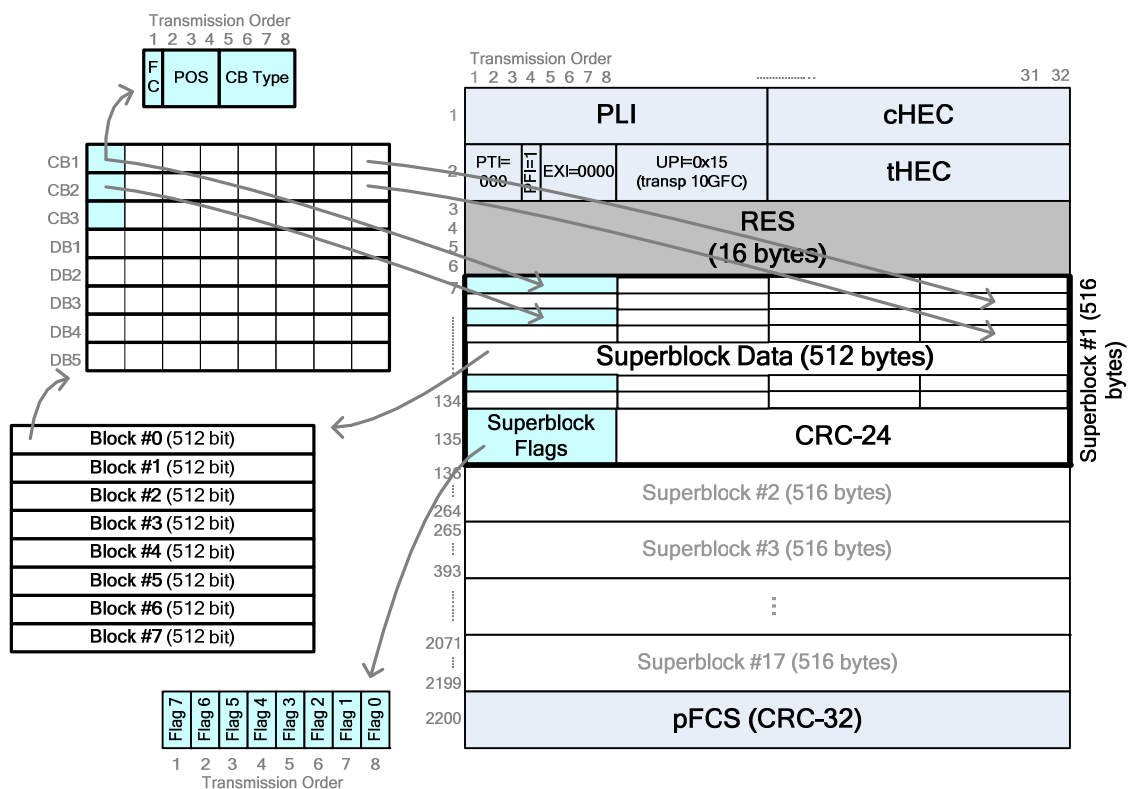 Transmission Order
1 2 3 4 5 6 7 8
FC POS CB Type
CB1
CB2
CB3
DB1
DB2
DB3
DB4
DB5
Block #0 (512 bit)
Block #1 (512 bit)
Block #2 (512 bit)
Block #3 (512 bit)
Block #4 (512 bit)
Block #5 (512 bit)
Block #6 (512 bit)
Block #7 (512 bit)
Flag 7 Flag 6 Flag 5 Flag 4 Flag 3 Flag 2 Flag 1 Flag 0
1 2 3 4 5 6 7 8
Transmission Order
Transmission Order
1 2 3 4 5 6 7 8 31 32
1 PLI cHEC
2 PTI=000 PFI=1 EXI=0000 UPI=0x15 (transp 10GFC) tHEC
3
4
5
6
RES
(16 bytes)
7
Superblock Data (512 bytes)
134
135
Superblock
Flags
CRC-24
Superblock #1 (516
bytes)
136
Superblock #2 (516 bytes)
264
265
Superblock #3 (516 bytes)
393
⋮
2071
Superblock #17 (516 bytes)
2199
2200 pFCS (CRC-32)